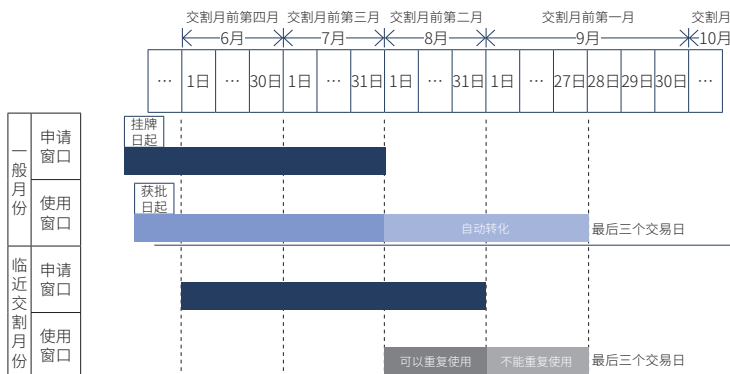 交割月前第四月 交割月前第三月 交割月前第二月 交割月前第一月 交割月
6月 7月 8月 9月 10月
… 1日 … 30日 1日 … 31日 1日 … 31日 1日 … 27日 28日 29日 30日 …
一般月份
申请窗口
挂牌日起
使用窗口
获批日起
自动转化
最后三个交易日
临近交割月份
申请窗口
使用窗口
可以重复使用 不能重复使用 最后三个交易日